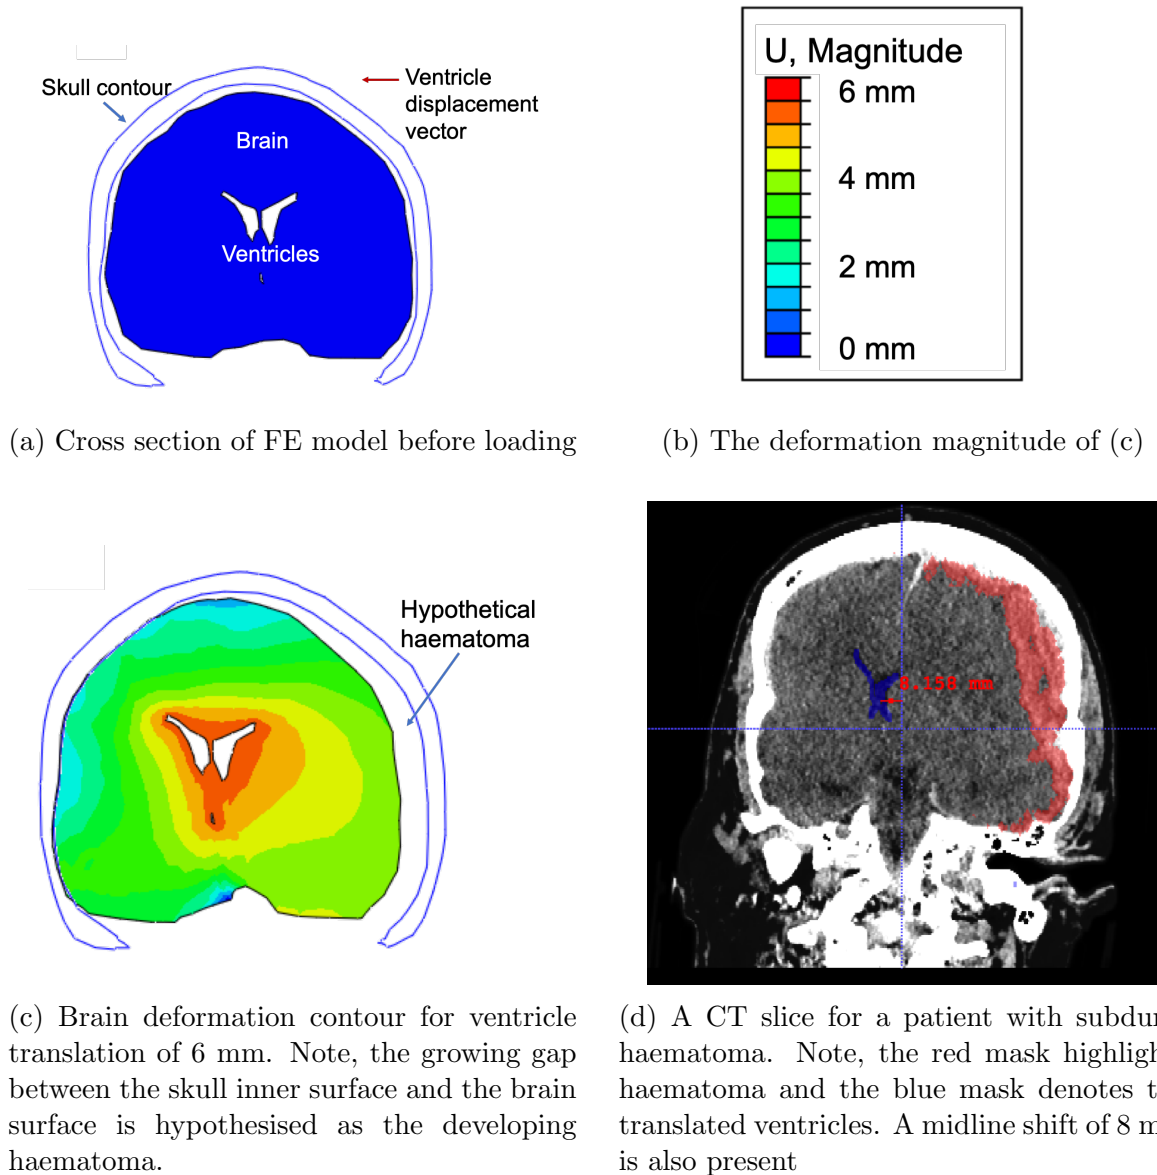 Skull contour
Ventricle
displacement
vector
Brain
Ventricles
U, Magnitude
6 mm
4 mm
2 mm
0 mm
(a) Cross section of FE model before loading
(b) The deformation magnitude of (c)
Hypothetical
haematoma
8.158 mm
(c) Brain deformation contour for ventricle
translation of 6 mm. Note, the growing gap
between the skull inner surface and the brain
surface is hypothesised as the developing
haematoma.
(d) A CT slice for a patient with subdur
haematoma. Note, the red mask highligh
haematoma and the blue mask denotes t
translated ventricles. A midline shift of 8 m
is also present